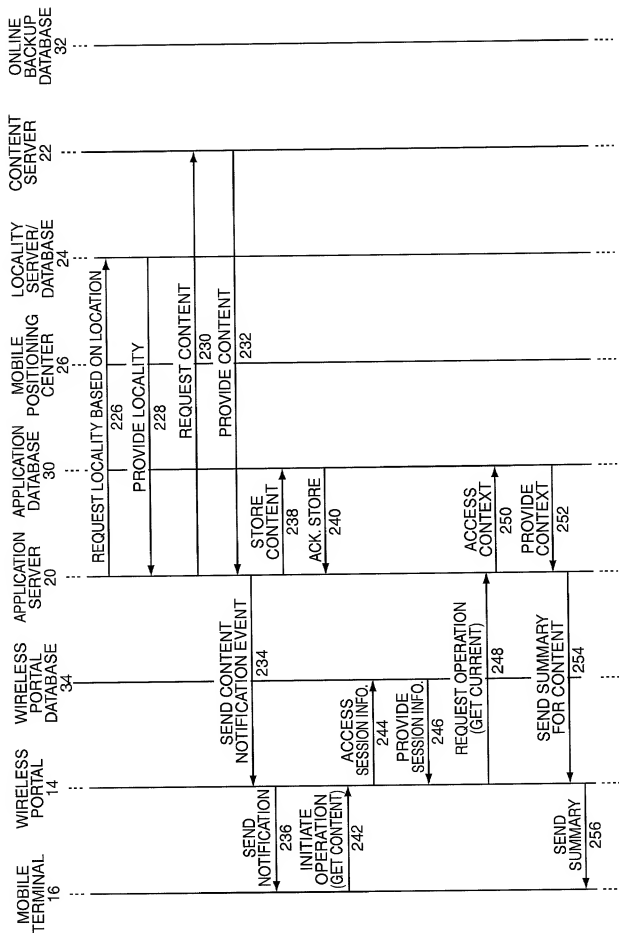 MOBILE
TERMINAL
16
WIRELESS
PORTAL
14
WIRELESS
PORTAL
DATABASE
34
APPLICATION
SERVER
20
APPLICATION
DATABASE
30
MOBILE
POSITIONING
CENTER
26
LOCALITY
SERVER/
DATABASE
24
CONTENT
SERVER
22
ONLINE
BACKUP
DATABASE
32
REQUEST LOCALITY BASED ON LOCATION
226
PROVIDE LOCALITY
228
REQUEST CONTENT
230
PROVIDE CONTENT
232
SEND CONTENT
NOTIFICATION EVENT
234
SEND
NOTIFICATION
236
STORE
CONTENT
238
ACK. STORE
240
INITIATE
OPERATION
(GET CONTENT)
242
ACCESS
SESSION INFO.
244
PROVIDE
SESSION INFO.
246
REQUEST OPERATION
(GET CURRENT)
248
ACCESS
CONTEXT
250
PROVIDE
CONTEXT
252
SEND SUMMARY
FOR CONTENT
254
SEND
SUMMARY
256